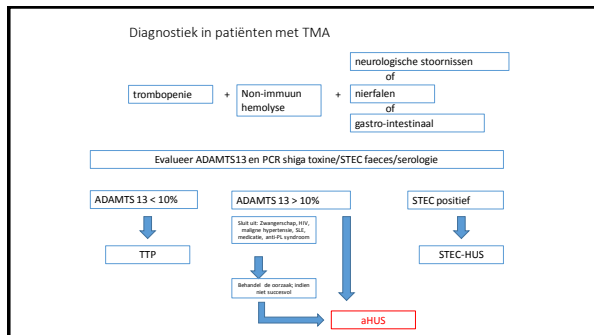 Diagnostiek in patiënten met TMA
neurologische stoornissen
of
trombopenie + Non-immuun hemolyse + nierfalen
of
gastro-intestinaal
Evalueer ADAMTS13 en PCR shiga toxine/STEC faeces/serologie
ADAMTS 13 < 10%
ADAMTS 13 > 10%
STEC positief
Sluit uit: Zwangerschap, HIV,
maligne hypertensie, SLE,
medicatie, anti-PL syndroom
TTP
STEC-HUS
Behandel de oorzaak; indien
niet succesvol
aHUS